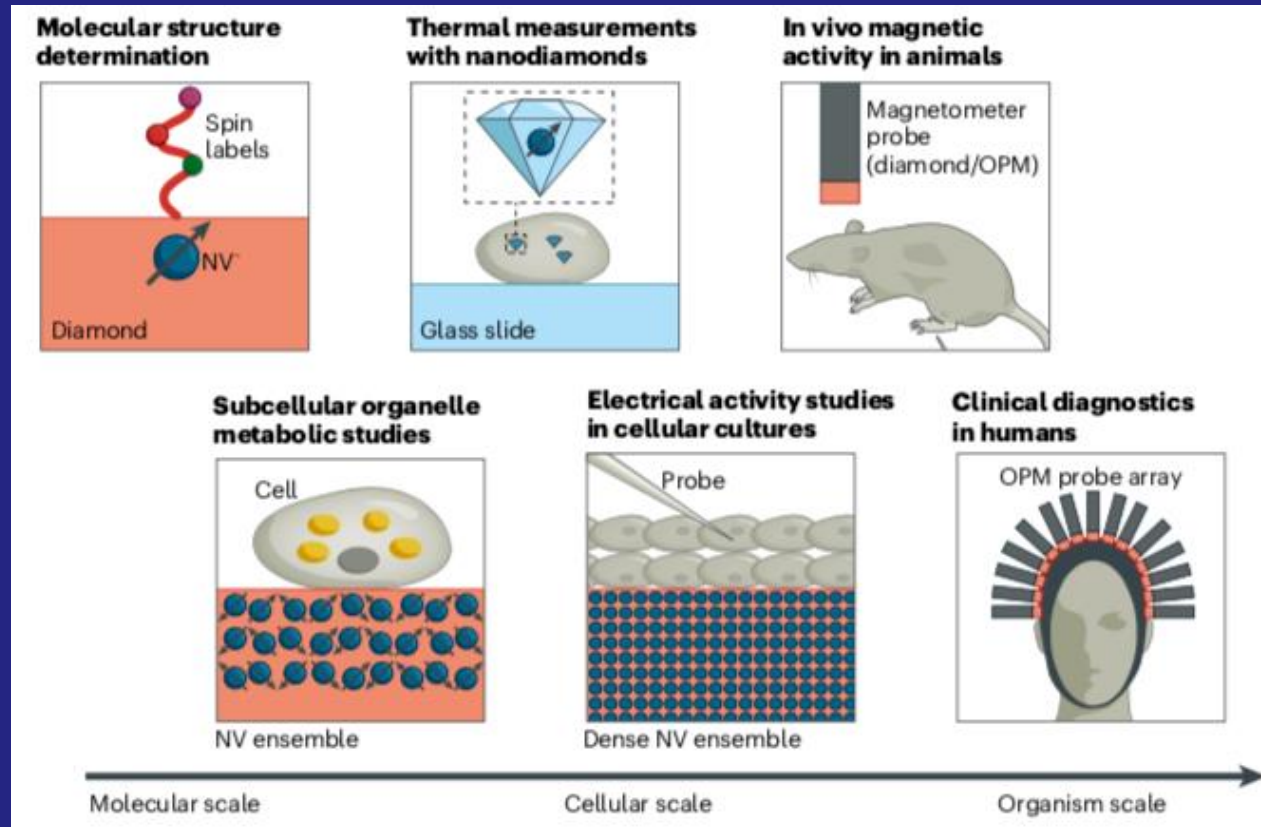 Molecular structure
determination
Spin
labels
NV⁻
Diamond
Thermal measurements
with nanodiamonds
Glass slide
In vivo magnetic
activity in animals
Magnetometer
probe
(diamond/OPM)
Subcellular organelle
metabolic studies
Cell
NV ensemble
Electrical activity studies
in cellular cultures
Probe
Dense NV ensemble
Clinical diagnostics
in humans
OPM probe array
Molecular scale
Cellular scale
Organism scale